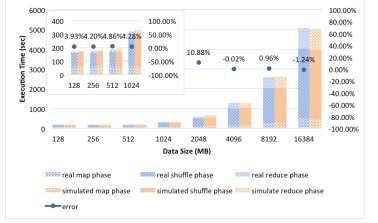 6000 100.00%
5000 80.00%
4000 60.00%
3000 40.00%
2000 20.00%
1000 0.00%
0 -20.00%
-40.00%
-60.00%
-80.00%
-100.00%
400 100.00%
300 50.00%
200 0.00%
100 -50.00%
0 -100.00%
3.93% 4.20% 4.86% 4.28%
128 256 512 1024
10.88% -0.02% 0.96% -1.24%
Execution Time (sec)
128 256 512 1024 2048 4096 8192 16384
Data Size (MB)
real map phase real shuffle phase real reduce phase
simulated map phase simulated shuffle phase simulate reduce phase
error